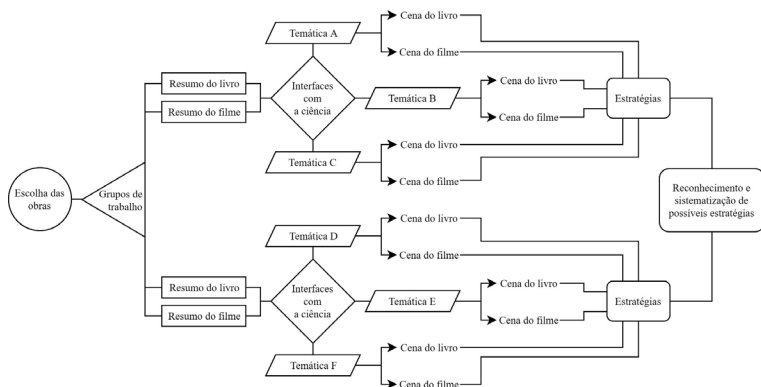 Escolha das
obras
Grupos de
trabalho
Resumo do livro
Resumo do filme
Interfaces
com
a ciência
Temática A
Cena do livro
Cena do filme
Temática B
Cena do livro
Cena do filme
Temática C
Cena do livro
Cena do filme
Estratégias
Resumo do livro
Resumo do filme
Interfaces
com
a ciência
Temática D
Cena do livro
Cena do filme
Temática E
Cena do livro
Cena do filme
Temática F
Cena do livro
Cena do filme
Estratégias
Reconhecimento e
sistematização de
possíveis estratégias